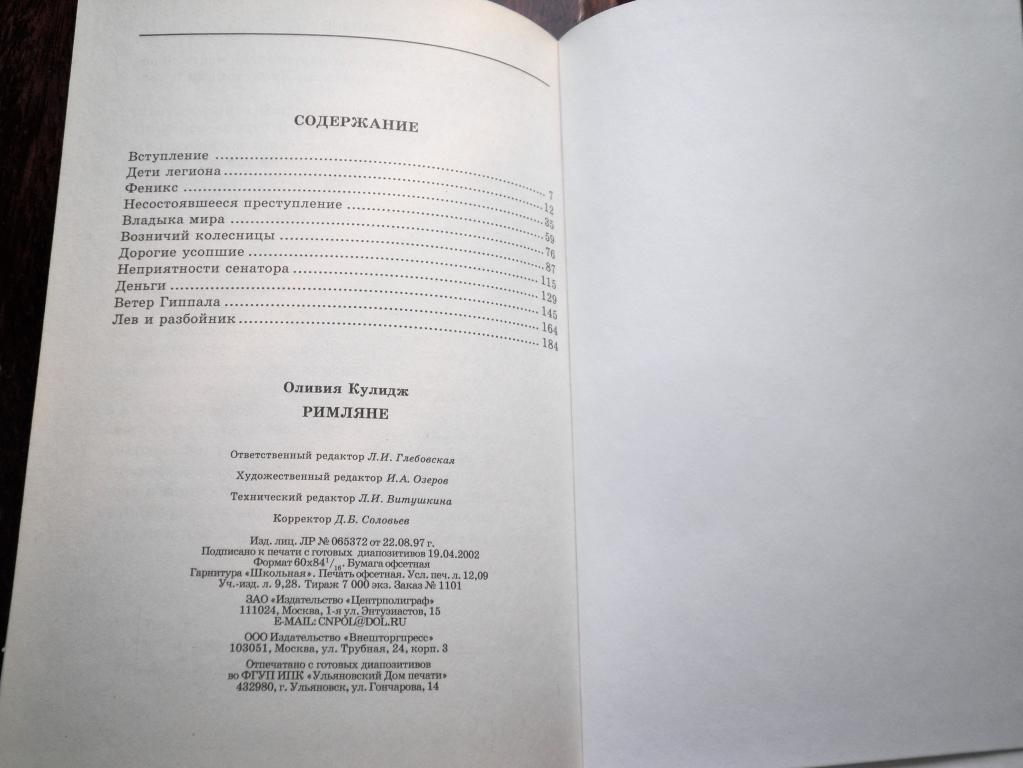 СОДЕРЖАНИЕ
Вступление 7
Дети легиона 12
Феникс 35
Несостоявшееся преступление 59
Владыка мира 76
Возничий колесницы 87
Дорогие усопшие 115
Неприятности сенатора 129
Деньги 145
Ветер Гиппала 164
Лев и разбойник 184
Оливия Кулидж
РИМЛЯНЕ
Ответственный редактор Л.И. Глебовская
Художественный редактор И.А. Озеров
Технический редактор Л.И. Витушкина
Корректор Д.Б. Соловьев
Изд. лиц. ЛР № 065372 от 22.08.97 г.
Подписано к печати с готовых диапозитивов 19.04.2002
Формат 60х84 1/16. Бумага офсетная
Гарнитура «Школьная». Печать офсетная. Усл. печ. л. 12,09
Уч.-изд. л. 9,28. Тираж 7 000 экз. Заказ № 1101
ЗАО «Издательство «Центрполиграф»
111024, Москва, 1-я ул. Энтузиастов, 15
E-MAIL: CNPOL@DOL.RU
ООО Издательство «Внешторгпресс»
103051, Москва, ул. Трубная, 24, корп. 3
Отпечатано с готовых диапозитивов
во ФГУП ИПК «Ульяновский Дом печати»
432980, г. Ульяновск, ул. Гончарова, 14